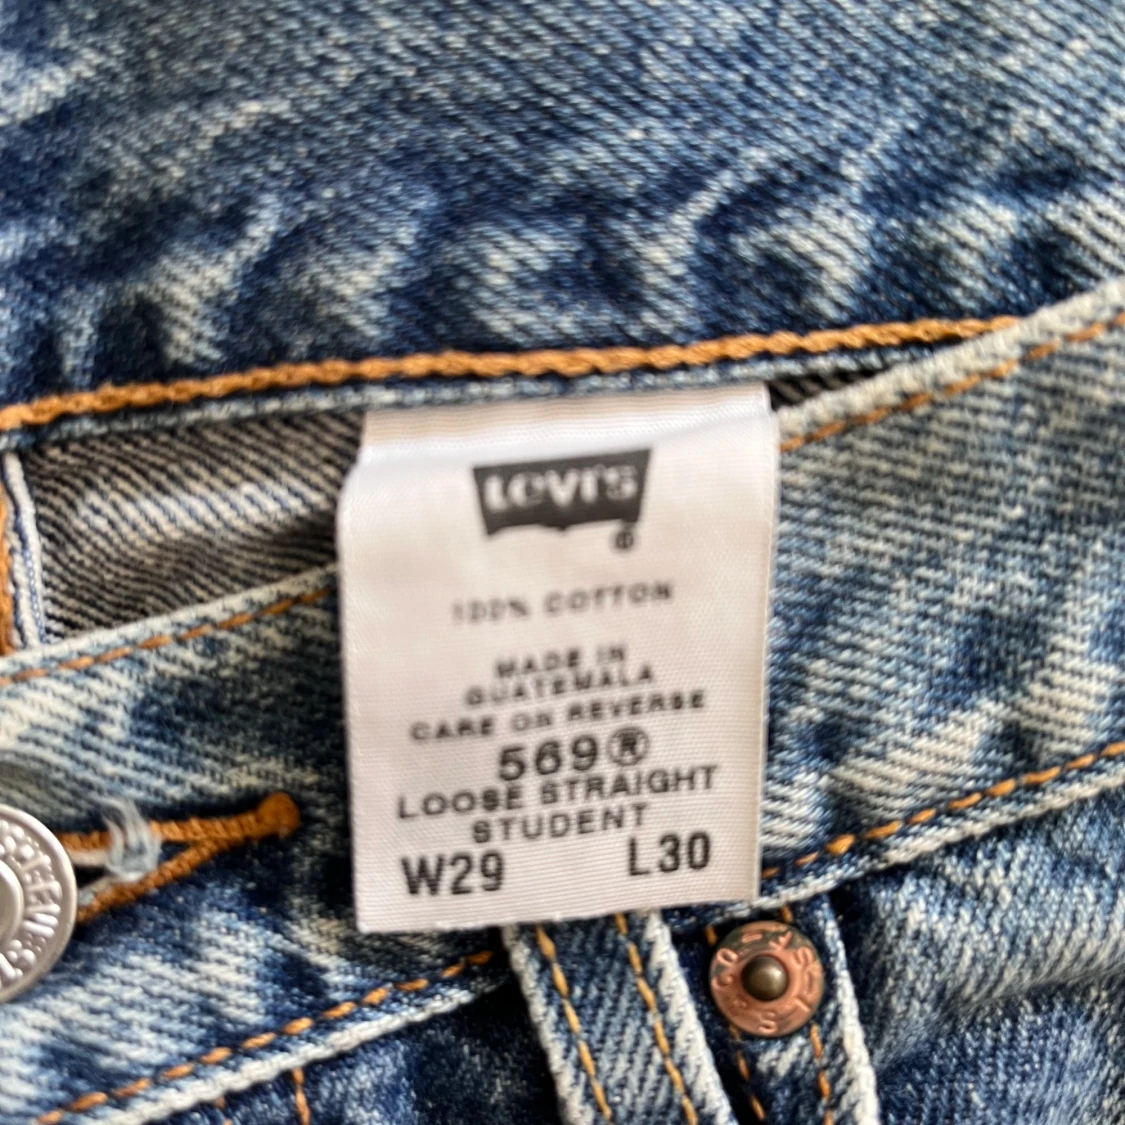 Levi's
®
100% COTTON
MADE IN
GUATEMALA
CARE ON REVERSE
569®
LOOSE STRAIGHT
STUDENT
W29 L30